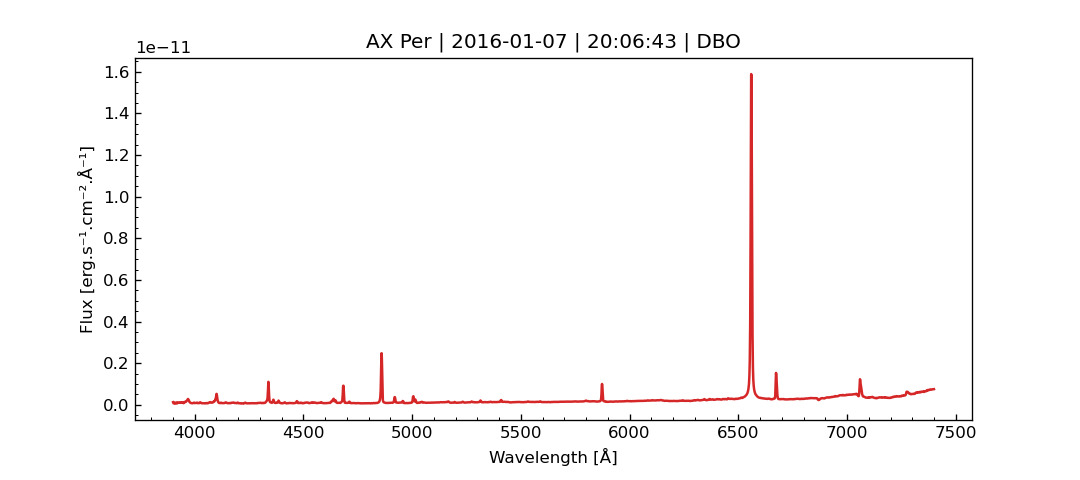 AX Per | 2016-01-07 | 20:06:43 | DBO
1e−11
1.6
1.4
1.2
1.0
0.8
0.6
0.4
0.2
0.0
Flux [erg.s⁻¹.cm⁻².Å⁻¹]
4000 4500 5000 5500 6000 6500 7000 7500
Wavelength [Å]